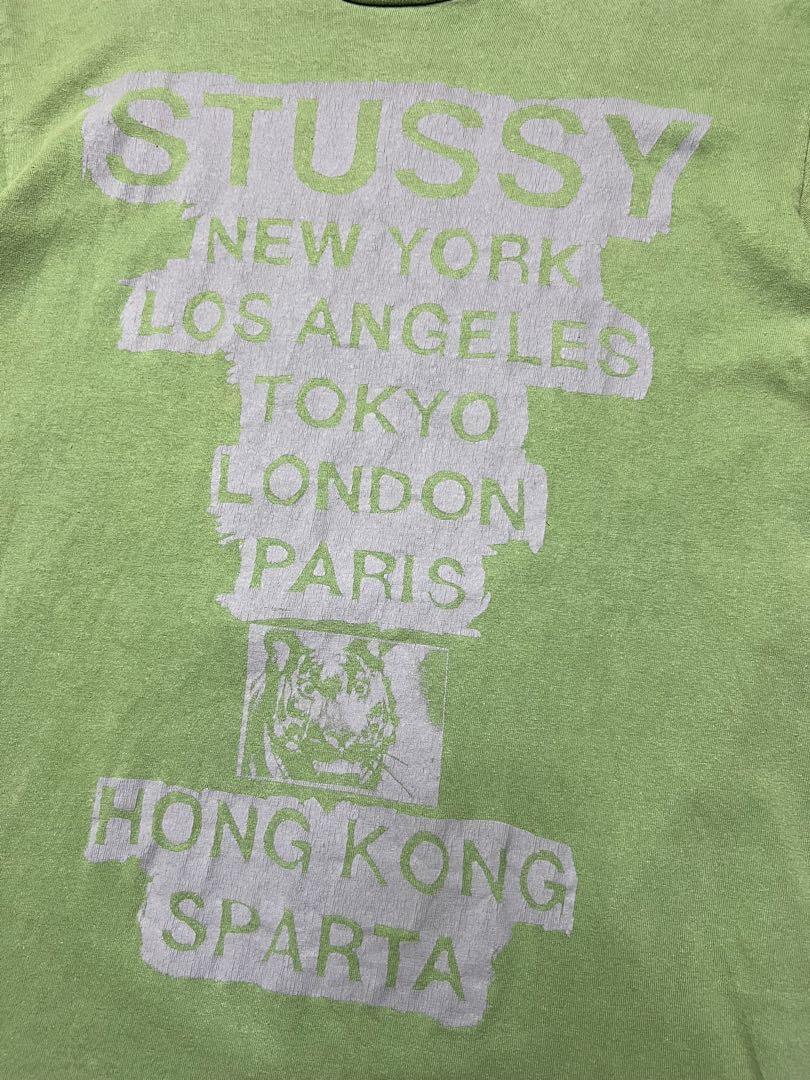 STUSSY
NEW YORK
LOS ANGELES
TOKYO
LONDON
PARIS
HONG KONG
SPARTA